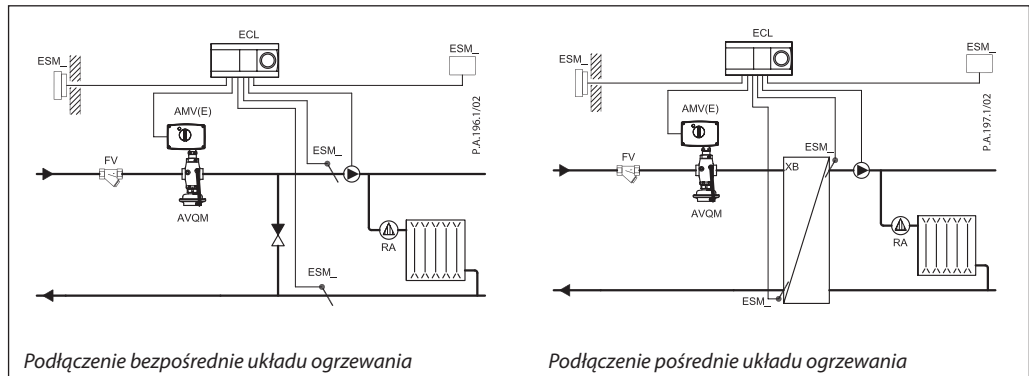 ECL
ESM_
ESM_
AMV(E)
P.A.196.1/02
ESM_
FV
AVQM
RA
ESM_
Podłączenie bezpośrednie układu ogrzewania
ECL
ESM_
ESM_
AMV(E)
P.A.197.1/02
ESM_
FV
XB
AVQM
RA
ESM_
Podłączenie pośrednie układu ogrzewania